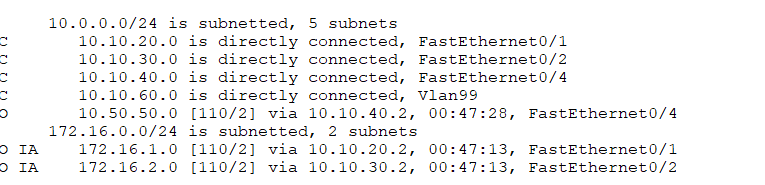 10.0.0.0/24 is subnetted, 5 subnets
C 10.10.20.0 is directly connected, FastEthernet0/1
C 10.10.30.0 is directly connected, FastEthernet0/2
C 10.10.40.0 is directly connected, FastEthernet0/4
C 10.10.60.0 is directly connected, Vlan99
O 10.50.50.0 [110/2] via 10.10.40.2, 00:47:28, FastEthernet0/4
172.16.0.0/24 is subnetted, 2 subnets
O IA 172.16.1.0 [110/2] via 10.10.20.2, 00:47:13, FastEthernet0/1
O IA 172.16.2.0 [110/2] via 10.10.30.2, 00:47:13, FastEthernet0/2